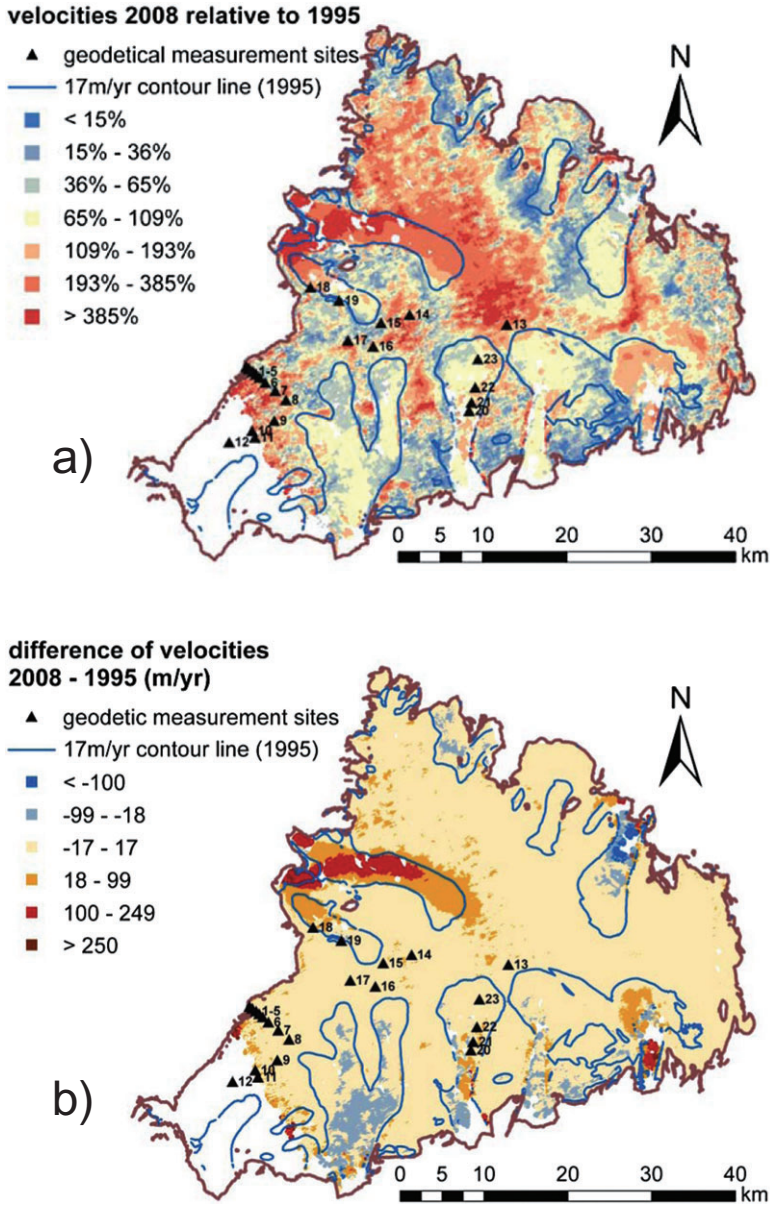 velocities 2008 relative to 1995
geodetical measurement sites
17m/yr contour line (1995)
< 15%
15% - 36%
36% - 65%
65% - 109%
109% - 193%
193% - 385%
> 385%
N
18
19
15
14
13
17
16
23
1-5
6
7
8
22
21
20
9
10
11
12
a)
0 5 10 20 30 40
km
difference of velocities
2008 - 1995 (m/yr)
geodetic measurement sites
17m/yr contour line (1995)
< -100
-99 - -18
-17 - 17
18 - 99
100 - 249
> 250
N
18
19
15
14
13
17
16
23
1-5
6
7
8
22
21
20
9
10
11
12
b)
0 5 10 20 30 40
km